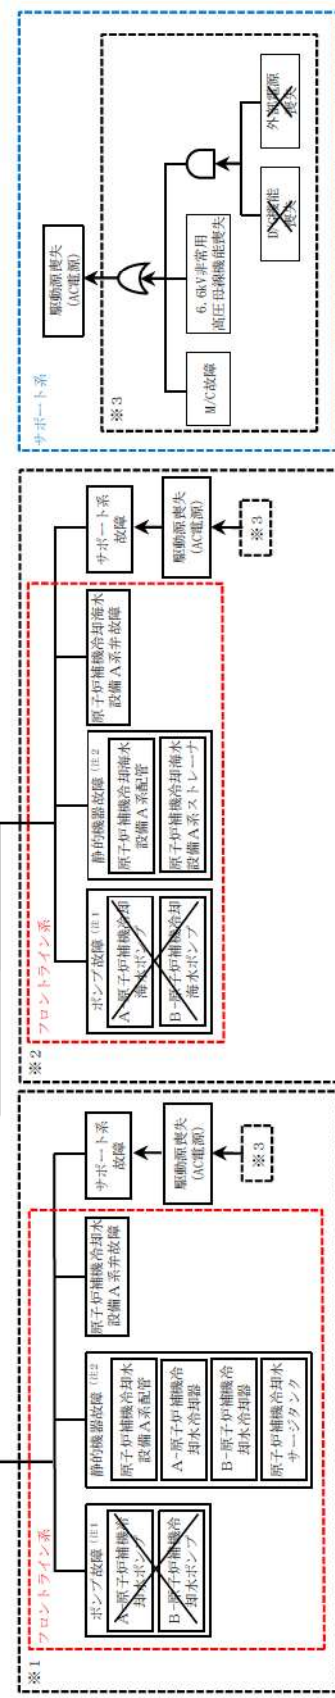 ※1
フロントライン系
ポンプ故障(注1
A-原子炉補機冷
却水ポンプ
B-原子炉補機冷
却水ポンプ
静的機器故障(注2
原子炉補機冷却水
設備A系配管
A-原子炉補機冷
却水冷却器
B-原子炉補機冷
却水冷却器
原子炉補機冷却水
サージタンク
原子炉補機冷却水
設備A系弁故障
サポート系
故障
駆動源喪失
(AC電源)
※3
※2
フロントライン系
ポンプ故障(注1
A-原子炉補機冷却
海水ポンプ
B-原子炉補機冷却
海水ポンプ
静的機器故障(注2
原子炉補機冷却海水
設備A系配管
原子炉補機冷却海水
設備A系ストレーナ
原子炉補機冷却海水
設備A系弁故障
サポート系
故障
駆動源喪失
(AC電源)
※3
サポート系
駆動源喪失
(AC電源)
※3
M/C故障
6.6kV非常用
高圧母線機能喪失
D/G機能
喪失
外部電源
喪失